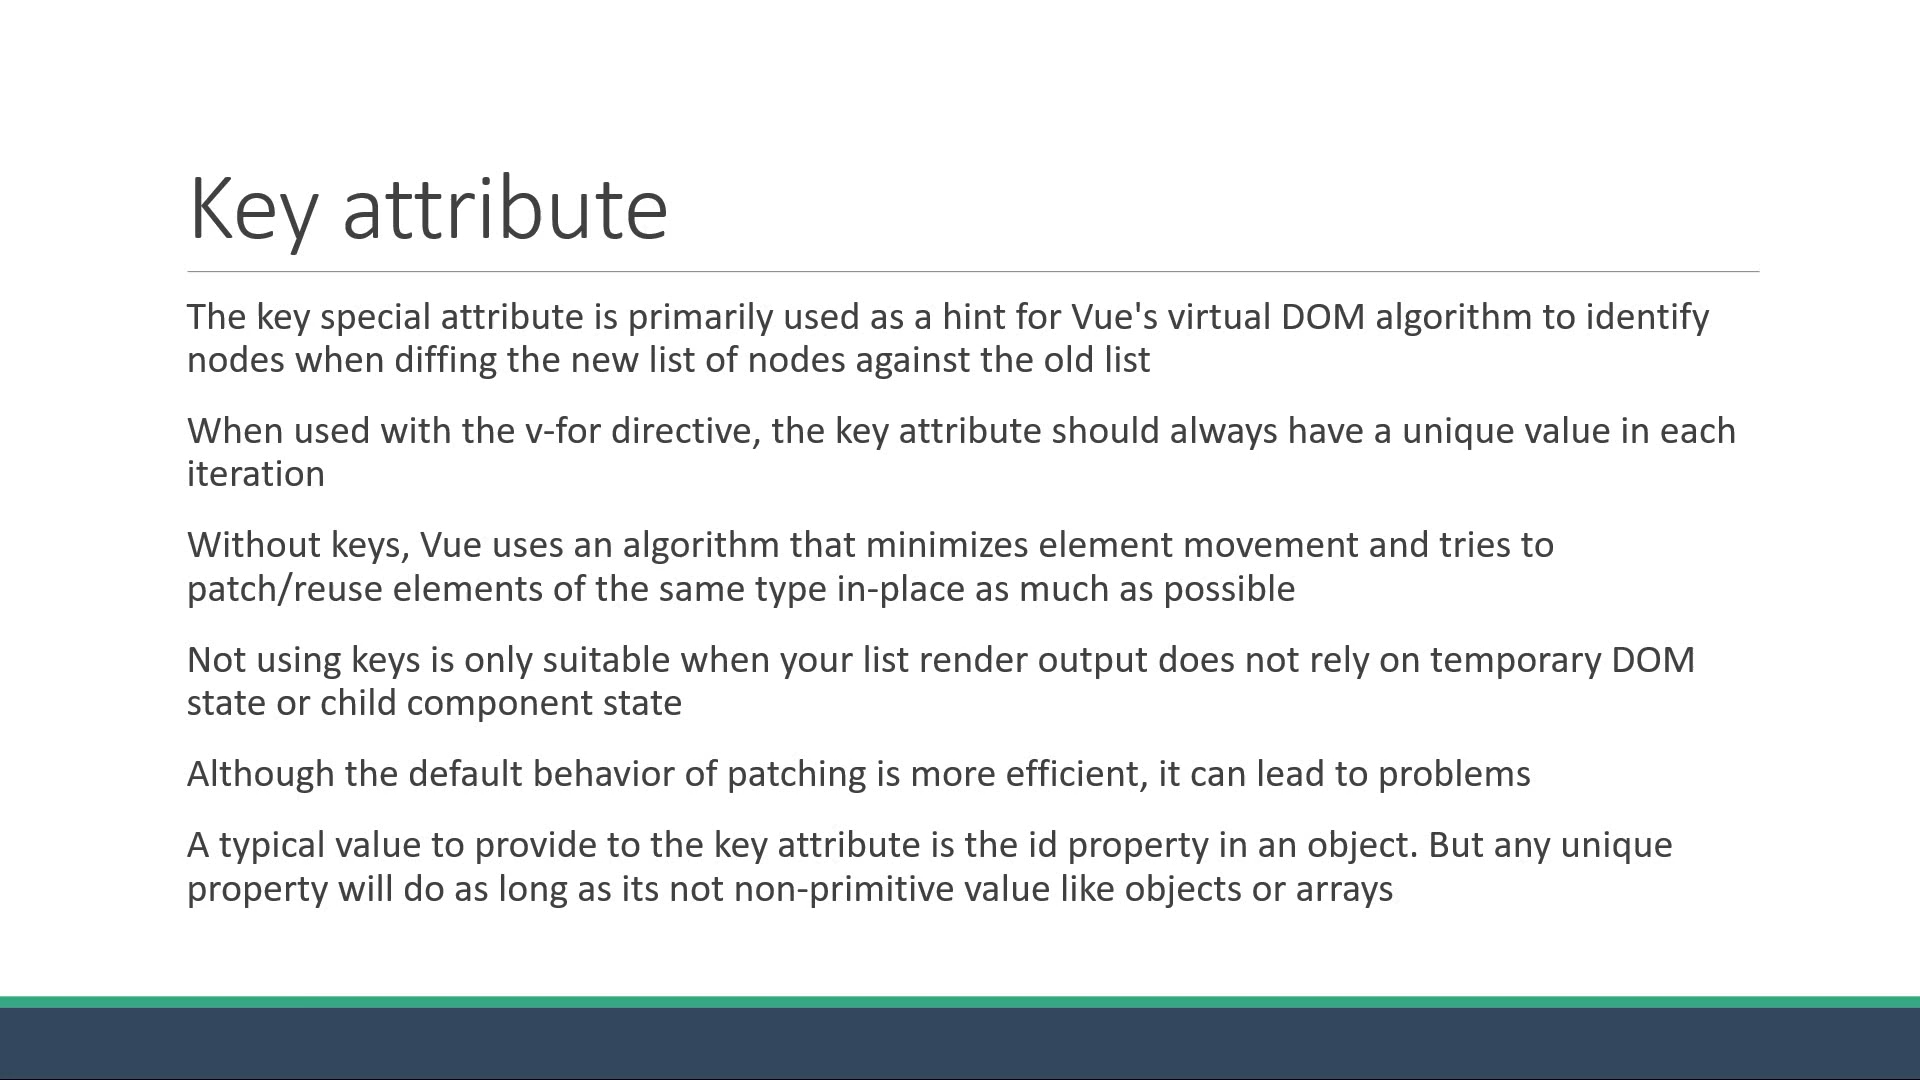 Key attribute
The key special attribute is primarily used as a hint for Vue's virtual DOM algorithm to identify
nodes when diffing the new list of nodes against the old list
When used with the v-for directive, the key attribute should always have a unique value in each
iteration
Without keys, Vue uses an algorithm that minimizes element movement and tries to
patch/reuse elements of the same type in-place as much as possible
Not using keys is only suitable when your list render output does not rely on temporary DOM
state or child component state
Although the default behavior of patching is more efficient, it can lead to problems
A typical value to provide to the key attribute is the id property in an object. But any unique
property will do as long as its not non-primitive value like objects or arrays